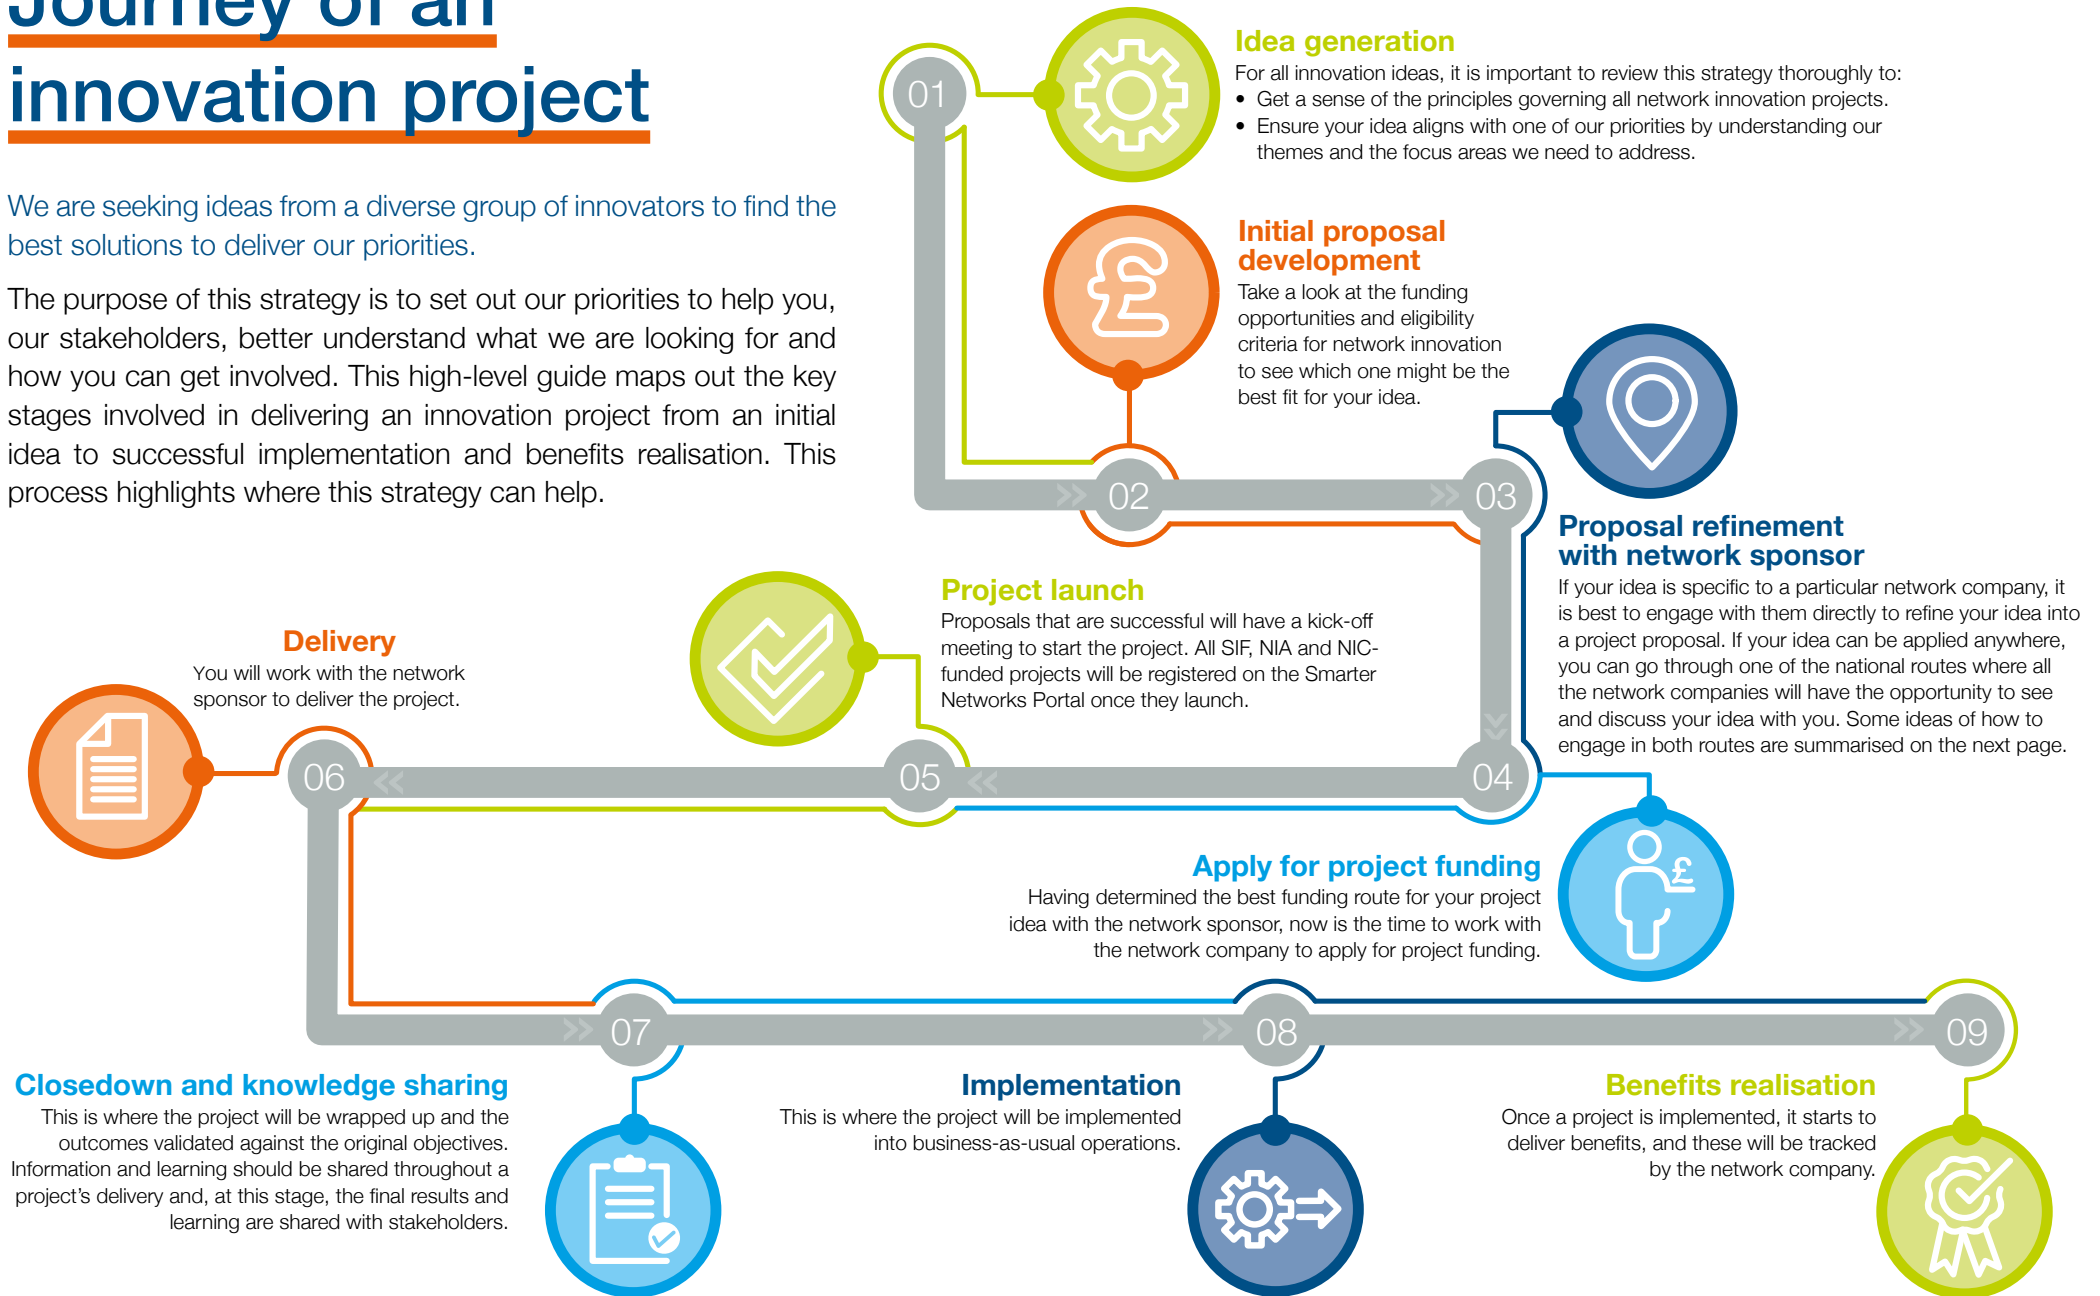 Journey of an
innovation project
We are seeking ideas from a diverse group of innovators to find the
best solutions to deliver our priorities.
The purpose of this strategy is to set out our priorities to help you,
our stakeholders, better understand what we are looking for and
how you can get involved. This high-level guide maps out the key
stages involved in delivering an innovation project from an initial
idea to successful implementation and benefits realisation. This
process highlights where this strategy can help.
01
Idea generation
For all innovation ideas, it is important to review this strategy thoroughly to:
• Get a sense of the principles governing all network innovation projects.
• Ensure your idea aligns with one of our priorities by understanding our
themes and the focus areas we need to address.
£
Initial proposal
development
Take a look at the funding
opportunities and eligibility
criteria for network innovation
to see which one might be the
best fit for your idea.
02
03
Proposal refinement
with network sponsor
If your idea is specific to a particular network company, it
is best to engage with them directly to refine your idea into
a project proposal. If your idea can be applied anywhere,
you can go through one of the national routes where all
the network companies will have the opportunity to see
and discuss your idea with you. Some ideas of how to
engage in both routes are summarised on the next page.
04
£
Apply for project funding
Having determined the best funding route for your project
idea with the network sponsor, now is the time to work with
the network company to apply for project funding.
Project launch
Proposals that are successful will have a kick-off
meeting to start the project. All SIF, NIA and NIC-
funded projects will be registered on the Smarter
Networks Portal once they launch.
05
Delivery
You will work with the network
sponsor to deliver the project.
06
07
Closedown and knowledge sharing
This is where the project will be wrapped up and the
outcomes validated against the original objectives.
Information and learning should be shared throughout a
project's delivery and, at this stage, the final results and
learning are shared with stakeholders.
08
Implementation
This is where the project will be implemented
into business-as-usual operations.
09
Benefits realisation
Once a project is implemented, it starts to
deliver benefits, and these will be tracked
by the network company.